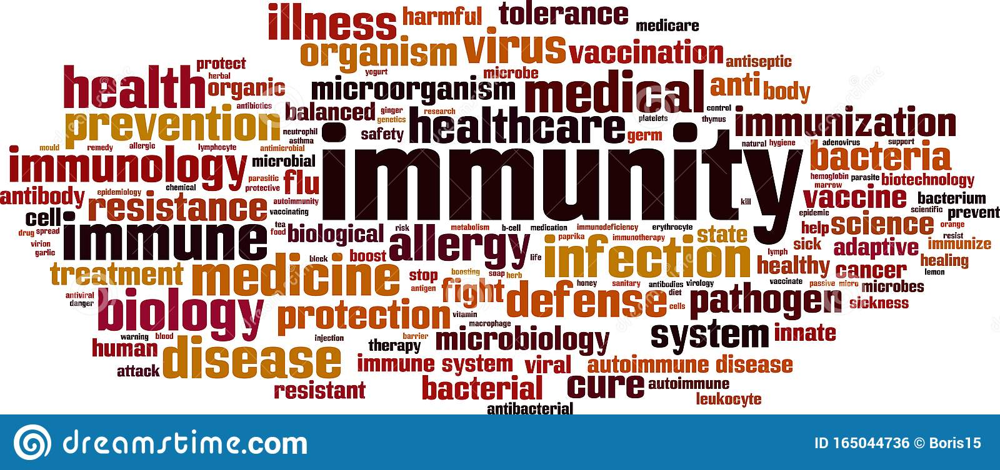 illness harmful tolerance medicare
organism virus vaccination antiseptic
health protect herbal organic yogurt microbe
microorganism medical anti body
prevention antibiotics balanced ginger genetics research platelets control thymus immunization
neutrophil asthma safety healthcare germ natural hygiene adenovirus support
mould remedy allergic lymphocyte antimicrobial
immunology microbial immunity bacteria
parasitic protective flu hemoglobin parasite marrow biotechnology
antibody epidemiology chemical resistance autoimmunity vaccinating kill vaccine epidemic bacterium scientific prevent
cell drug spread immune tea food biological risk metabolism b-cell medication immunodeficiency erythrocyte help science orange
virion garlic allergy paprika immunotherapy state sick adaptive resist immunize
treatment medicine block boost life infection lymph healthy cancer healing lemon
stop boosting soap herb honey sanitary antibodies virology vaccinate passive micro microbes
antiviral danger biology antigen fight defense diet cells pathogen sickness
protection vitamin macrophage system innate
warning blood injection barrier
human disease therapy microbiology
attack immune system viral autoimmune disease
resistant bacterial cure autoimmune leukocyte
antibacterial
dreamstime.com
ID 165044736 © Boris15
dreamstime